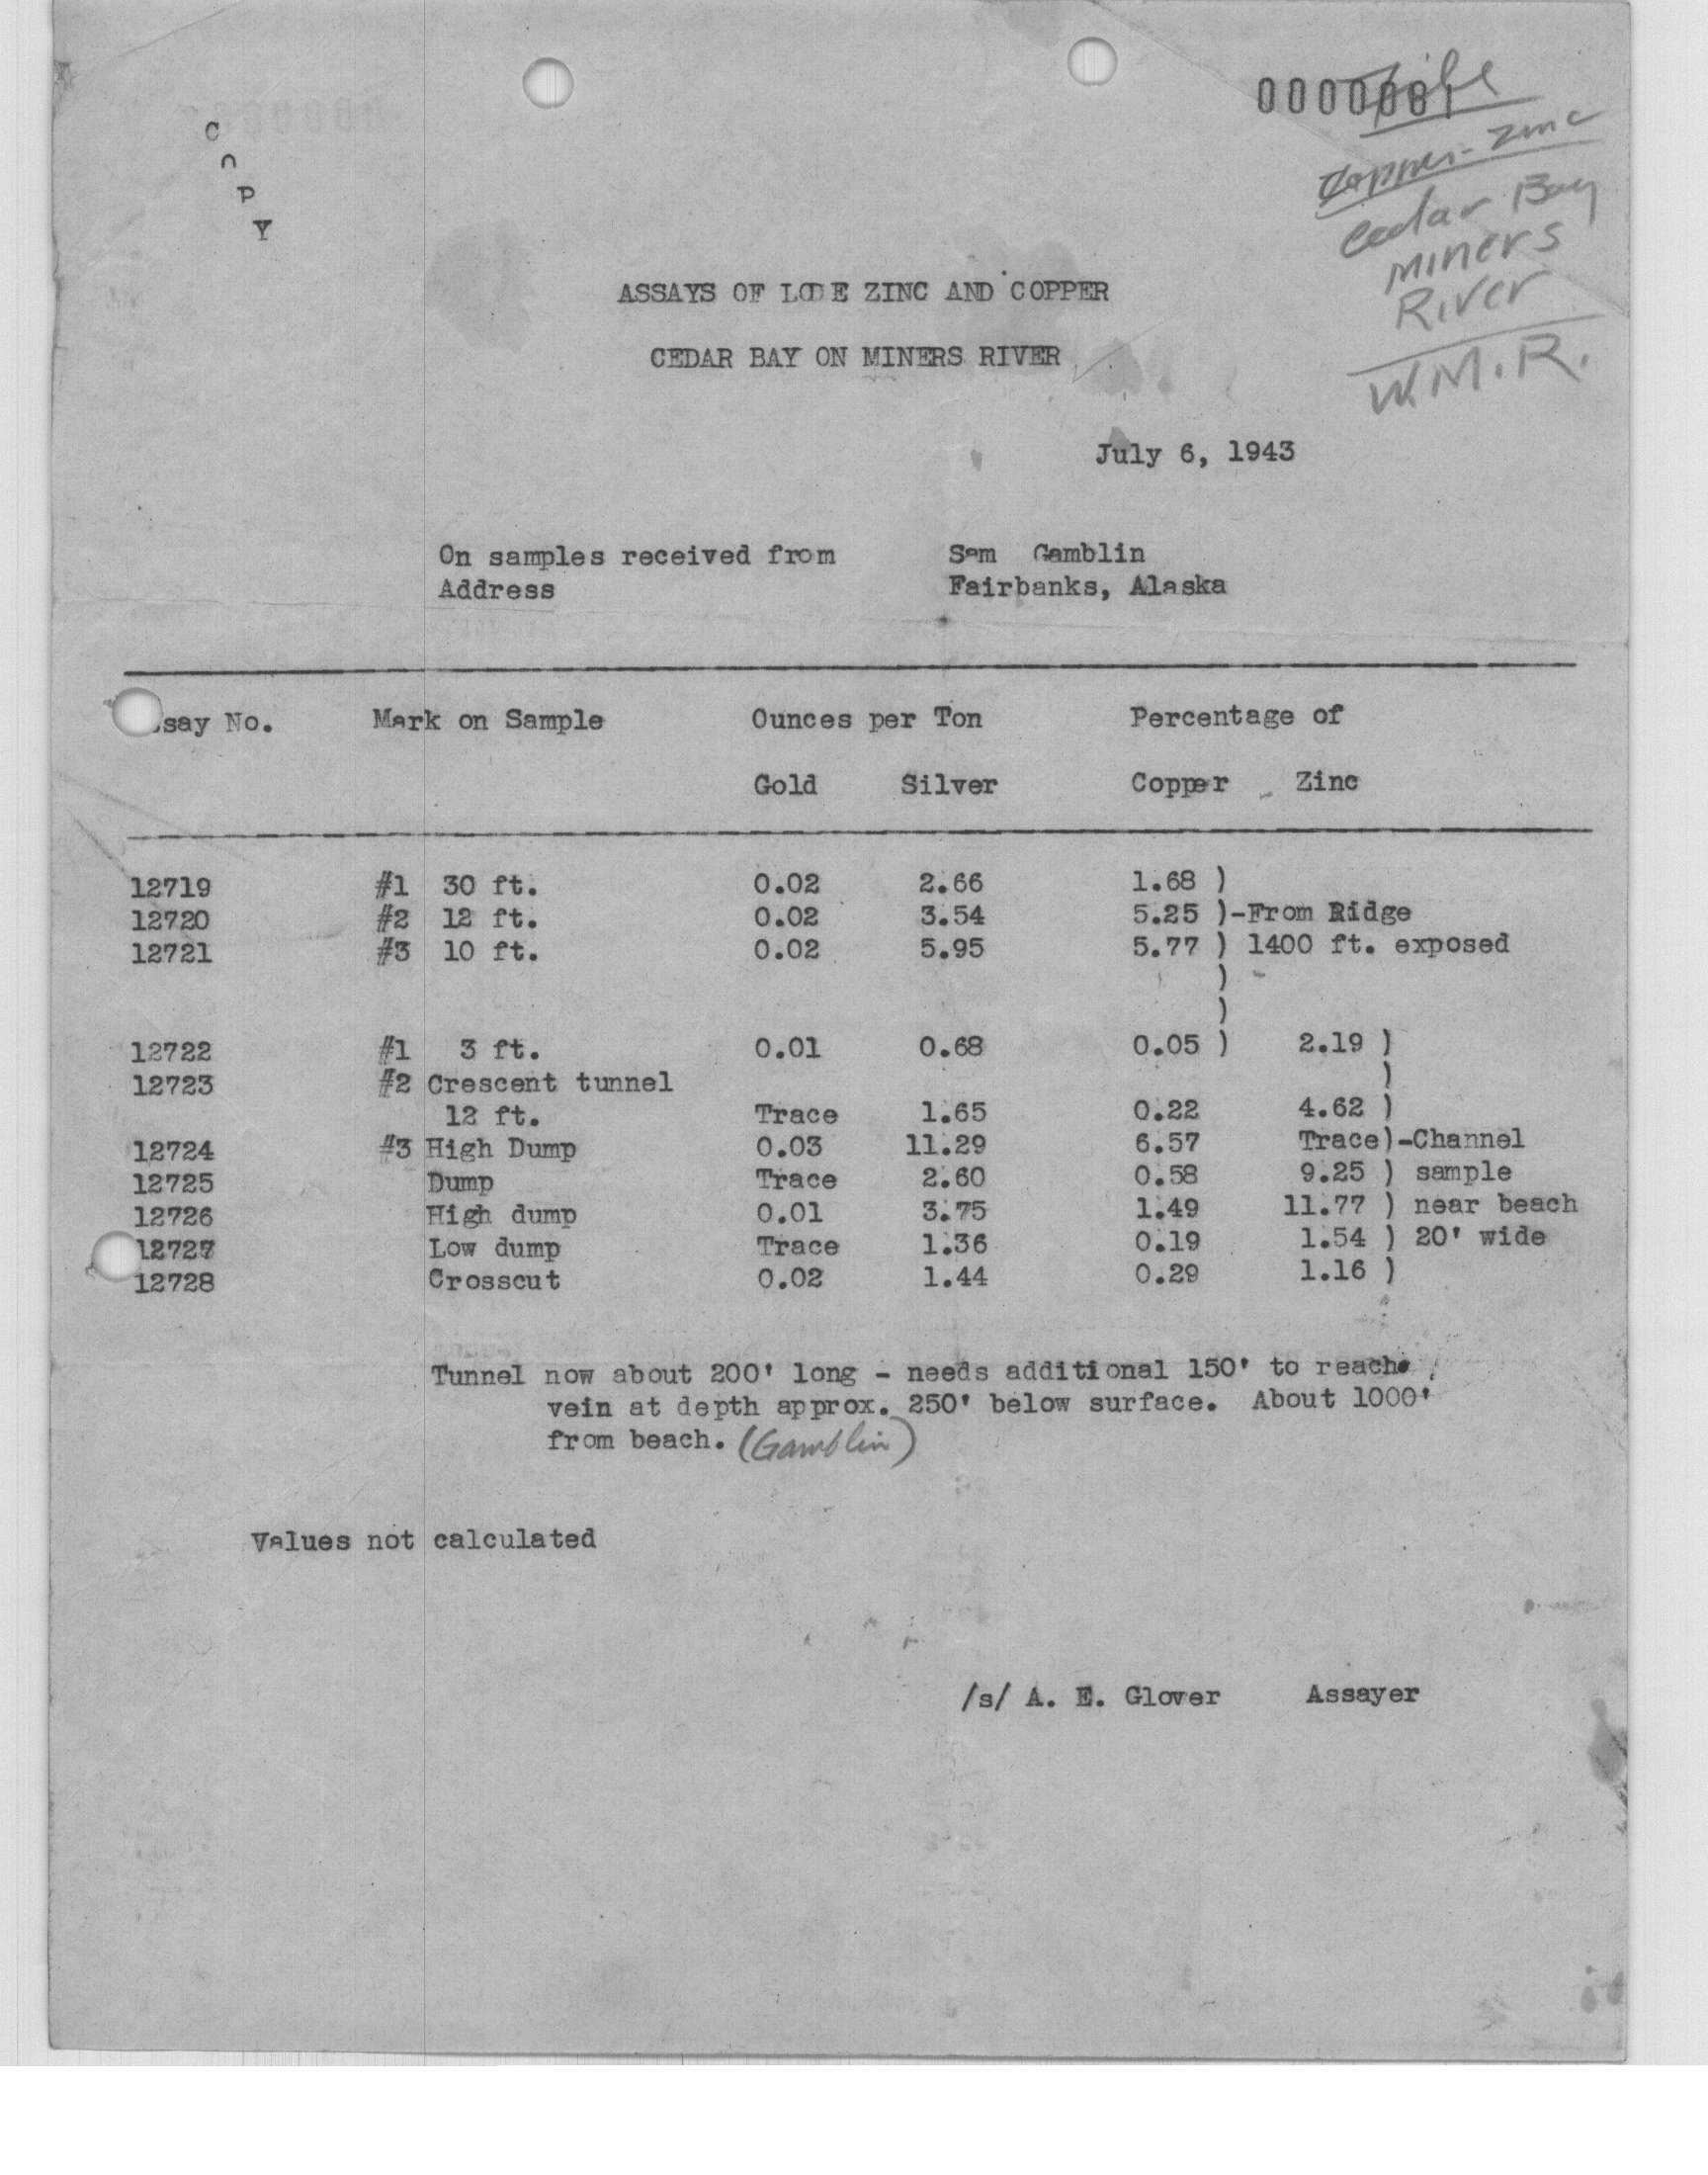 0000081
file
C
O
P
Y
Copper-Zinc
Cedar Bay
Miners
River
W.M.R.
ASSAYS OF LODE ZINC AND COPPER
CEDAR BAY ON MINERS RIVER
July 6, 1943
On samples received from Sam Gamblin
Address Fairbanks, Alaska
say No. Mark on Sample Ounces per Ton Percentage of
Gold Silver Copper Zinc
12719 #1 30 ft. 0.02 2.66 1.68 )
12720 #2 12 ft. 0.02 3.54 5.25 )-From Ridge
12721 #3 10 ft. 0.02 5.95 5.77 ) 1400 ft. exposed
)
)
12722 #1 3 ft. 0.01 0.68 0.05 ) 2.19 )
12723 #2 Crescent tunnel )
12 ft. Trace 1.65 0.22 4.62 )
12724 #3 High Dump 0.03 11.29 6.57 Trace)-Channel
12725 Dump Trace 2.60 0.58 9.25 ) sample
12726 High dump 0.01 3.75 1.49 11.77 ) near beach
12727 Low dump Trace 1.36 0.19 1.54 ) 20' wide
12728 Crosscut 0.02 1.44 0.29 1.16 )
Tunnel now about 200' long - needs additional 150' to reach
vein at depth approx. 250' below surface. About 1000'
from beach. (Gamblin)
Values not calculated
/s/ A. E. Glover Assayer